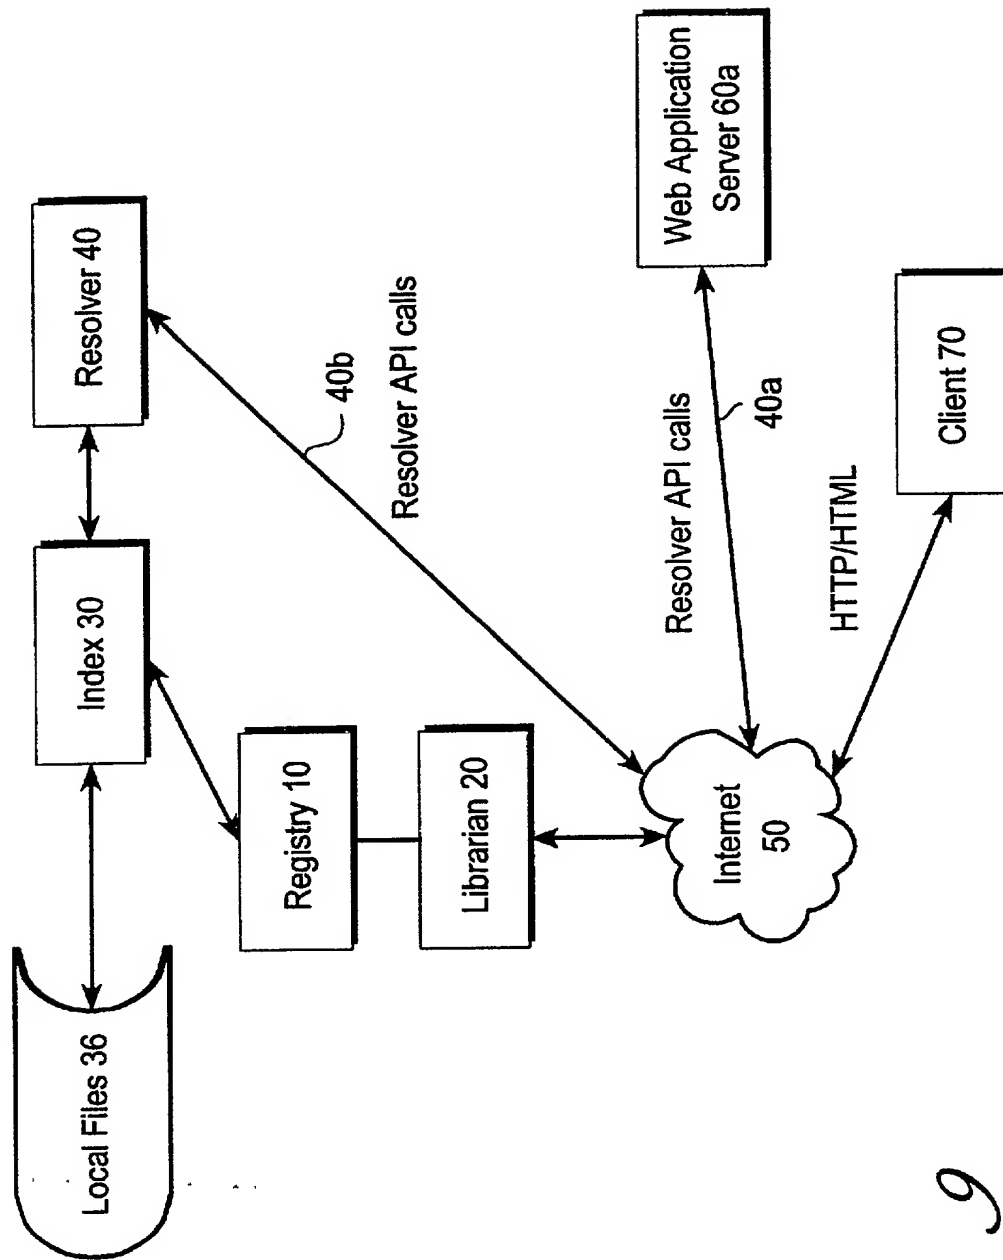 Local Files 36
Index 30
Resolver 40
Registry 10
Librarian 20
40b
Resolver API calls
Internet
50
Resolver API calls
40a
HTTP/HTML
Web Application
Server 60a
Client 70
9